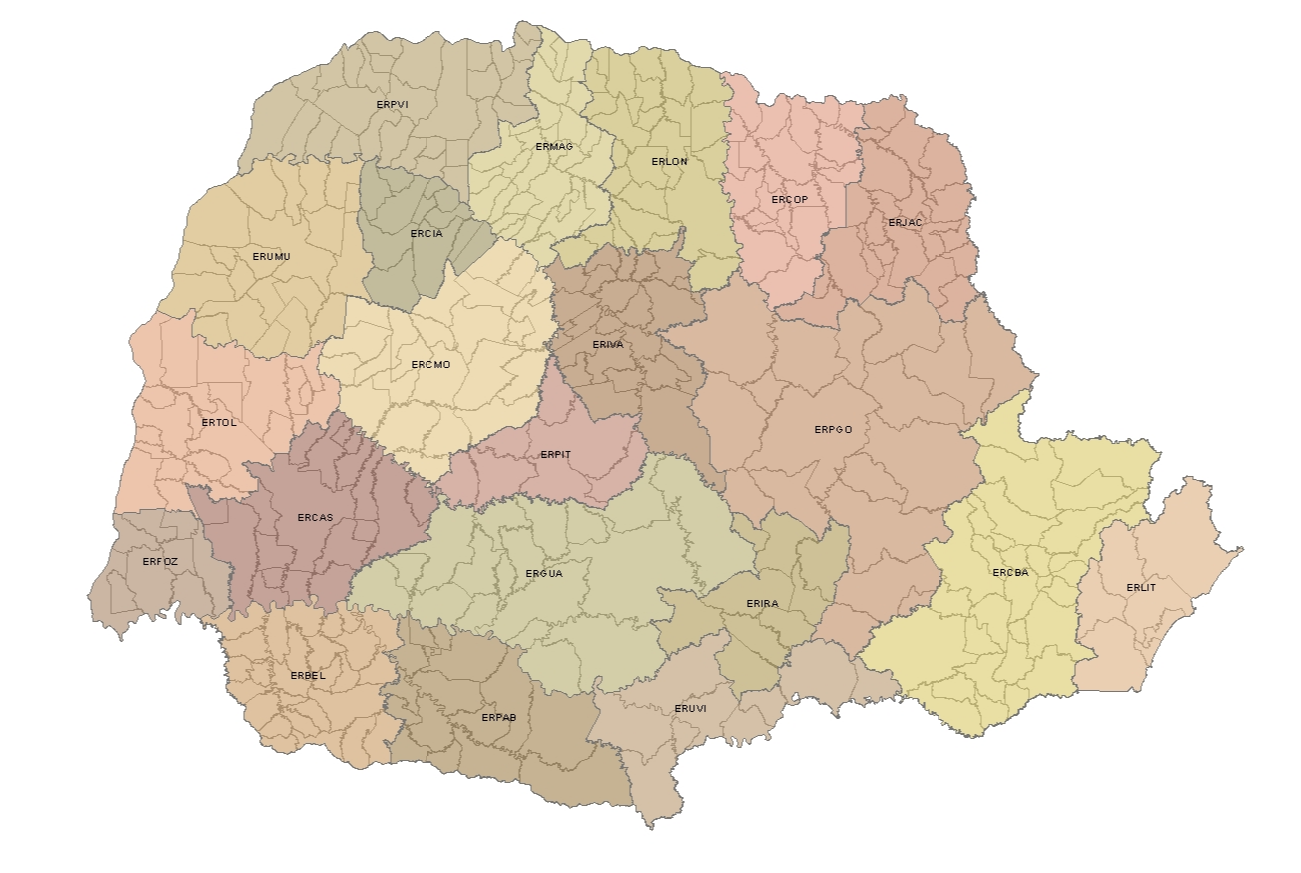 ERPVI
ERMAG
ERLON
ERCOP
ERJAC
ERCIA
ERUMU
ERIVA
ERCMO
ERTOL
ERPGO
ERPIT
ERCAS
ERFOZ
ERGUA
ERCBA
ERLIT
ERIRA
ERBEL
ERUVI
ERPAB